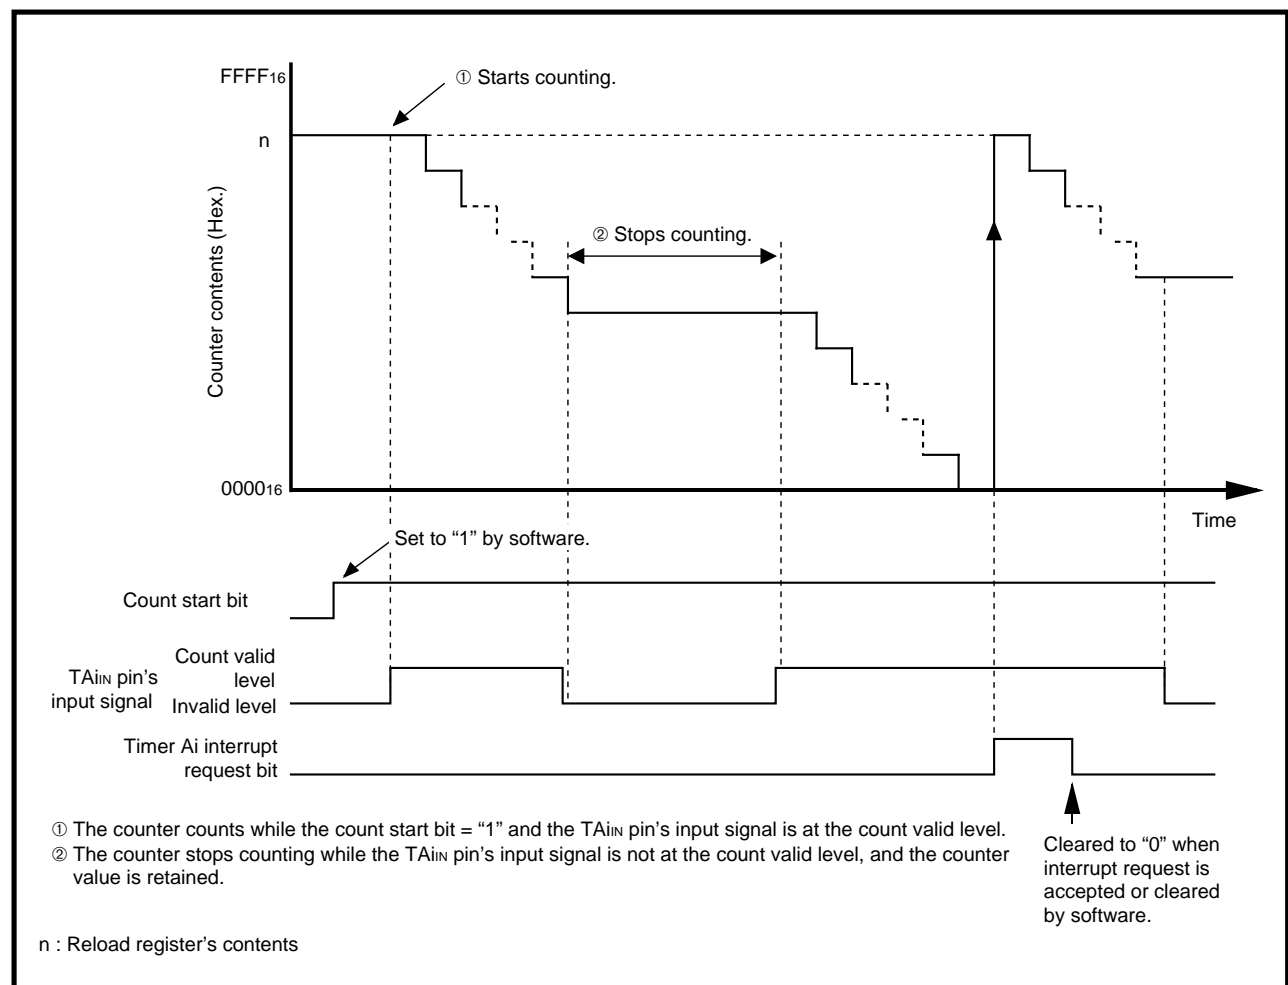 FFFF16
① Starts counting.
n
Counter contents (Hex.)
② Stops counting.
000016
Time
Set to “1” by software.
Count start bit
TAiIN pin’s
input signal
Count valid
level
Invalid level
Timer Ai interrupt
request bit
① The counter counts while the count start bit = “1” and the TAiIN pin’s input signal is at the count valid level.
② The counter stops counting while the TAiIN pin’s input signal is not at the count valid level, and the counter
value is retained.
Cleared to “0” when
interrupt request is
accepted or cleared
by software.
n : Reload register’s contents